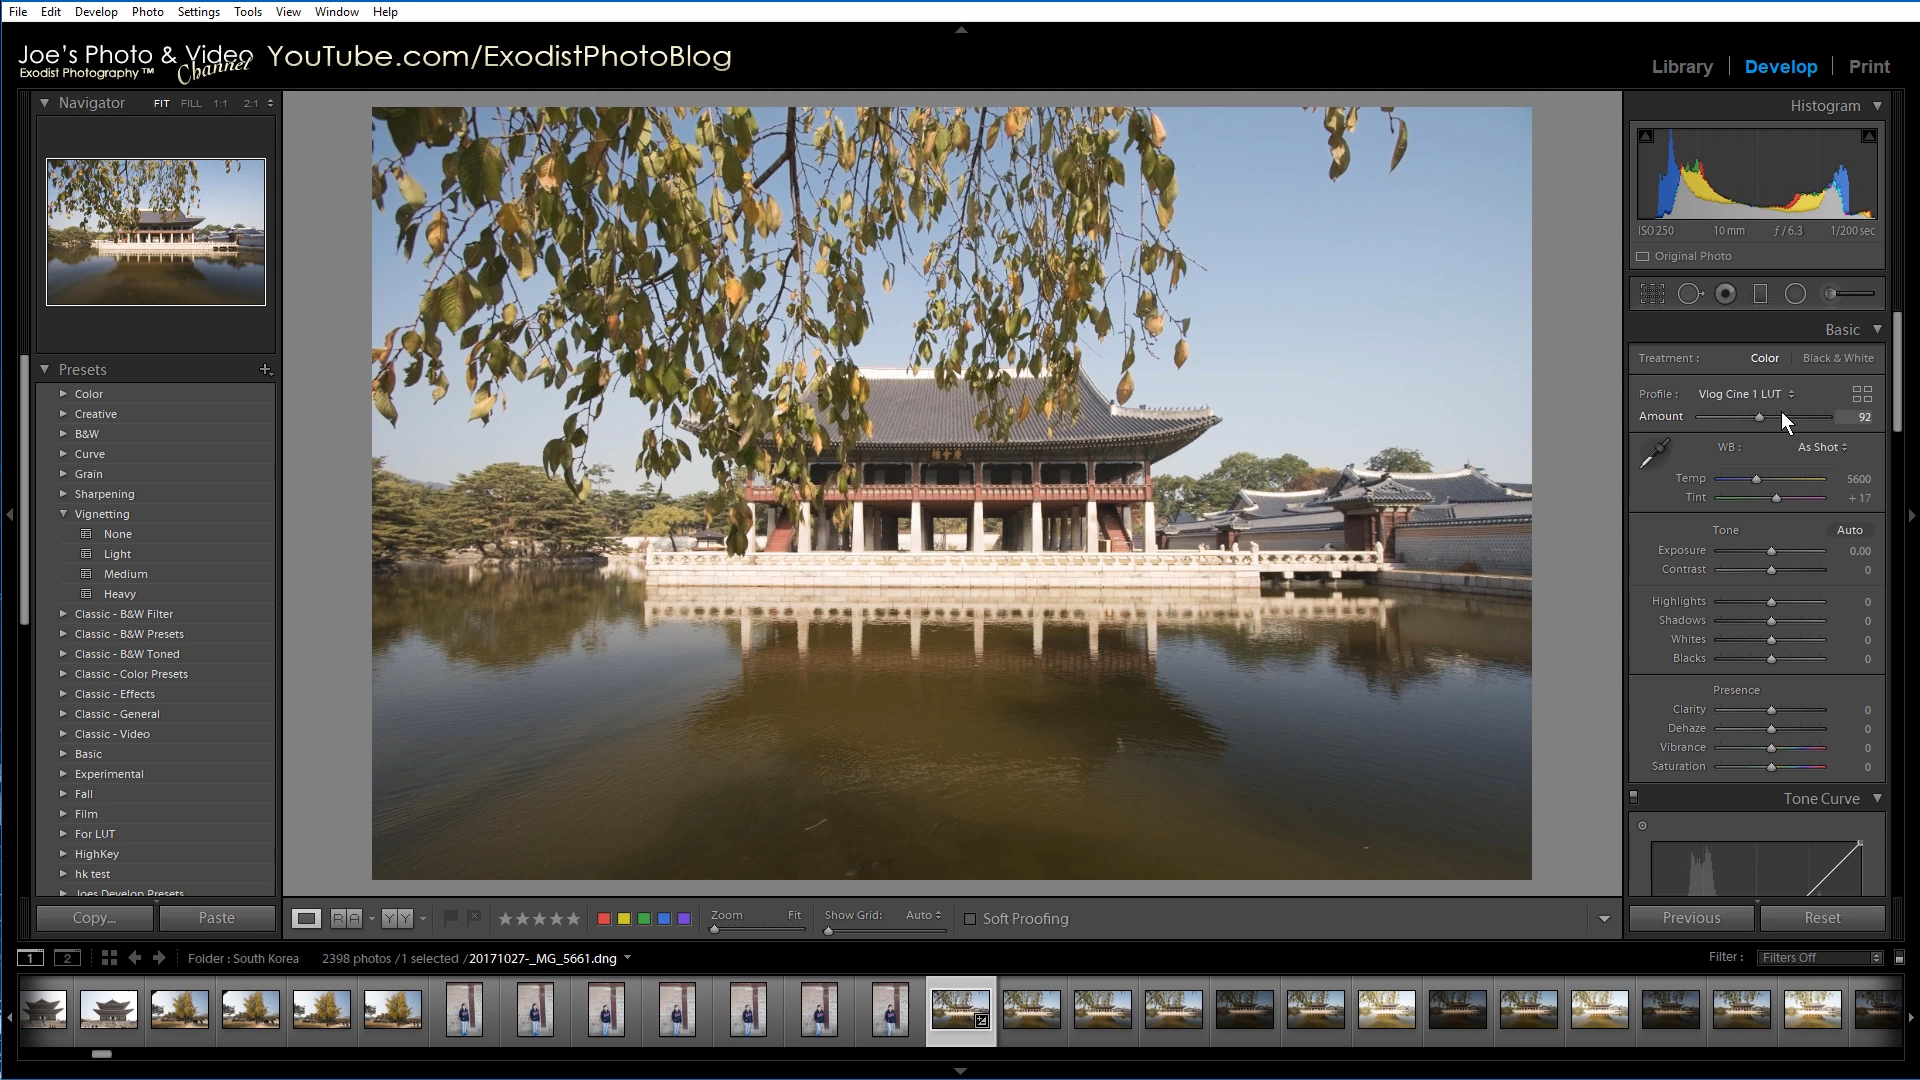 File Edit Develop Photo Settings Tools View Window Help
Joe's Photo & Video
Exodist Photography™ Channel
YouTube.com/ExodistPhotoBlog
Library | Develop | Print
Navigator FIT FILL 1:1 2:1
Presets +
Color
Creative
B&W
Curve
Grain
Sharpening
Vignetting
None
Light
Medium
Heavy
Classic - B&W Filter
Classic - B&W Presets
Classic - B&W Toned
Classic - Color Presets
Classic - Effects
Classic - General
Classic - Video
Basic
Experimental
Fall
Film
For LUT
HighKey
hk test
Joes Develop Presets
Copy... Paste
R A Y Y
Zoom Fit
Show Grid: Auto
Soft Proofing
Histogram
ISO 250 10 mm ƒ / 6.3 1/200 sec
Original Photo
Basic
Treatment : Color | Black & White
Profile : Vlog Cine 1 LUT
Amount 92
WB : As Shot
Temp 5600
Tint + 17
Tone Auto
Exposure 0.00
Contrast 0
Highlights 0
Shadows 0
Whites 0
Blacks 0
Presence
Clarity 0
Dehaze 0
Vibrance 0
Saturation 0
Tone Curve
Previous Reset
1 2 Folder : South Korea 2398 photos / 1 selected / 20171027-_MG_5661.dng
Filter : Filters Off